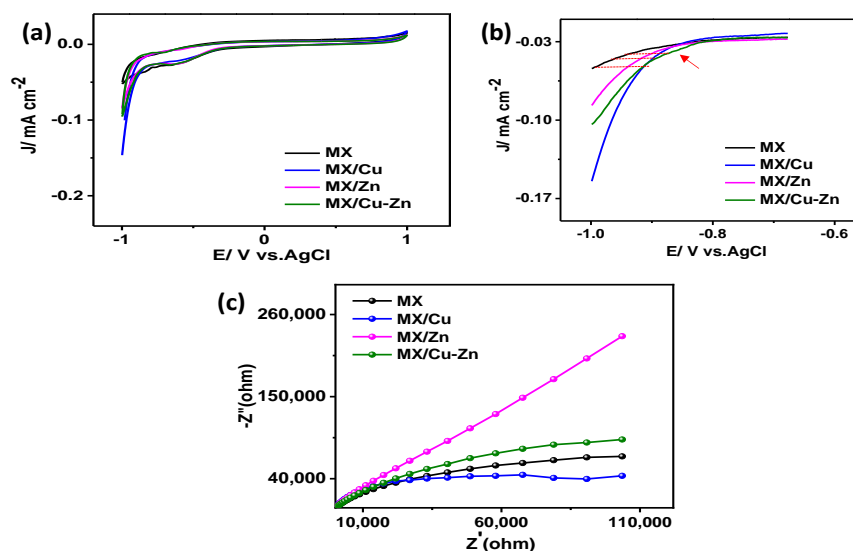 (a)
0.0
-0.1
-0.2
J/ mA cm-2
MX
MX/Cu
MX/Zn
MX/Cu-Zn
-1
0
1
E/ V vs.AgCl
(b)
-0.03
-0.10
-0.17
J/ mA cm-2
MX
MX/Cu
MX/Zn
MX/Cu-Zn
-1.0
-0.8
-0.6
E/ V vs. AgCl
(c)
260,000
150,000
40,000
-Z"(ohm)
MX
MX/Cu
MX/Zn
MX/Cu-Zn
10,000
60,000
110,000
Z'(ohm)